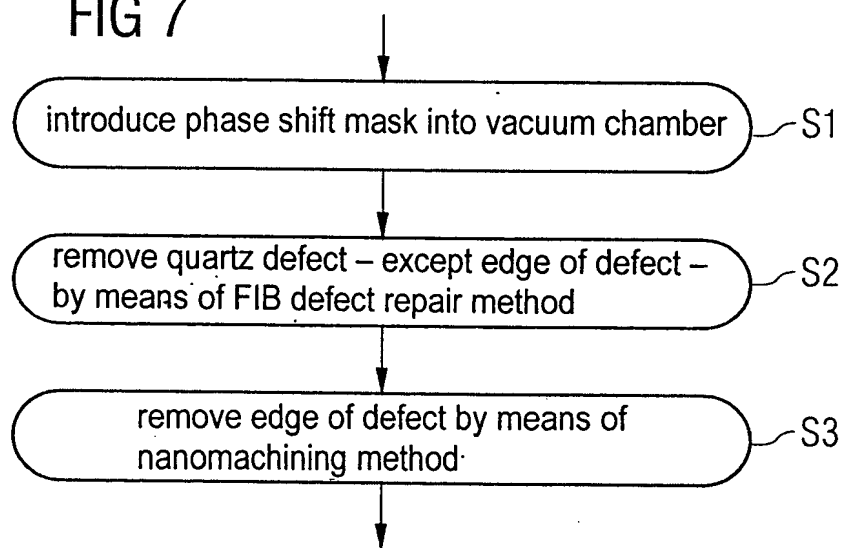 FIG 7
introduce phase shift mask into vacuum chamber
S1
remove quartz defect – except edge of defect –
by means of FIB defect repair method
S2
remove edge of defect by means of
nanomachining method
S3